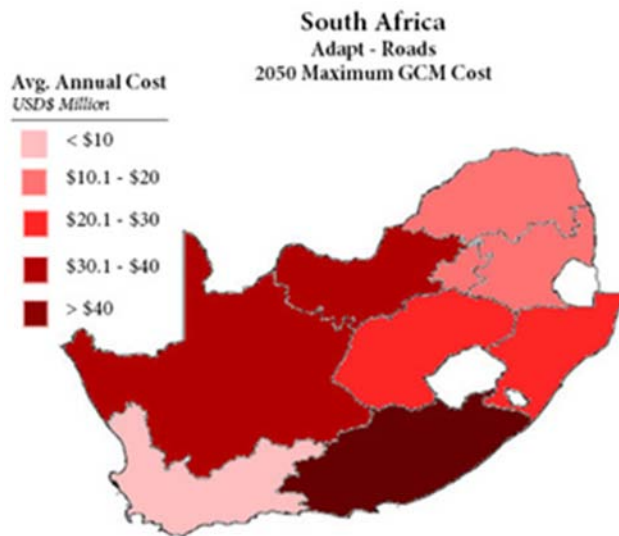 South Africa
Adapt - Roads
2050 Maximum GCM Cost
Avg. Annual Cost
USD$ Million
< $10
$10.1 - $20
$20.1 - $30
$30.1 - $40
> $40